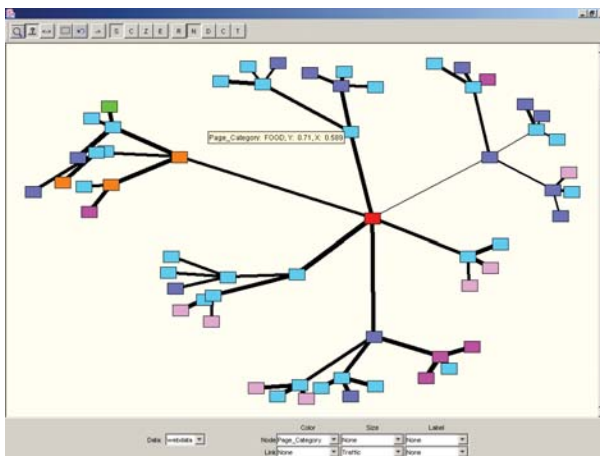 S C Z E R N D C T
Page_Category: FOOD, Y: 0.71, X: 0.589
Color Size Label
Data: webdata Node: Page_Category None None
Link: None Traffic None